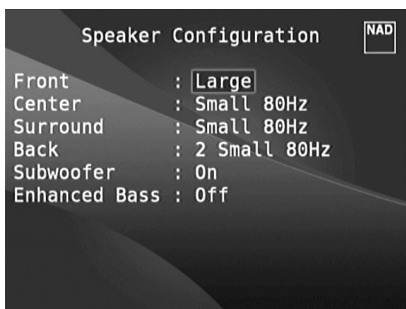 Speaker Configuration
NAD
Front : Large
Center : Small 80Hz
Surround : Small 80Hz
Back : 2 Small 80Hz
Subwoofer : On
Enhanced Bass : Off